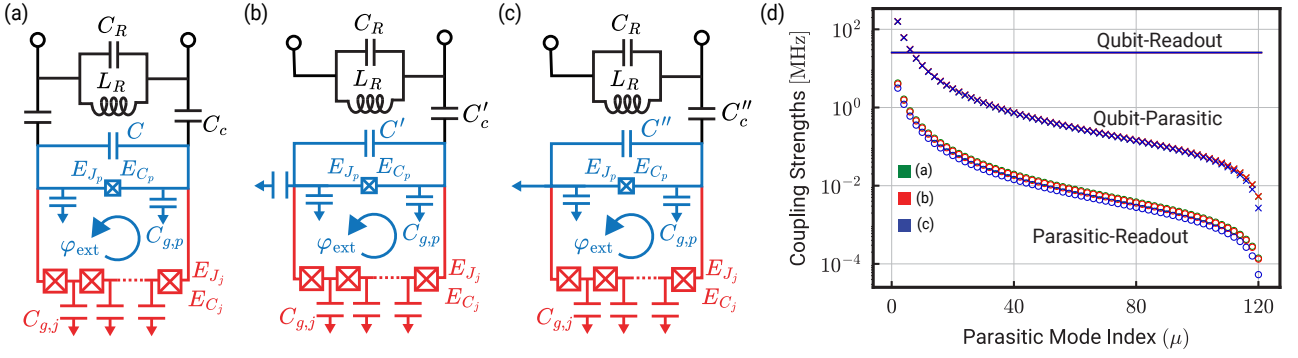 (a)
C_R
L_R
C_c
C
E_{J_p} E_{C_p}
φ_ext
C_{g,p}
E_{J_j}
E_{C_j}
C_{g,j}
(b)
C_R
L_R
C_c'
C'
E_{J_p} E_{C_p}
φ_ext
C_{g,p}
E_{J_j}
E_{C_j}
C_{g,j}
(c)
C_R
L_R
C_c''
C''
E_{J_p} E_{C_p}
φ_ext
C_{g,p}
E_{J_j}
E_{C_j}
C_{g,j}
(d)
Coupling Strengths [MHz]
10^2
10^0
10^{−2}
10^{−4}
Qubit-Readout
Qubit-Parasitic
(a)
(b)
(c)
Parasitic-Readout
0 40 80 120
Parasitic Mode Index (μ)